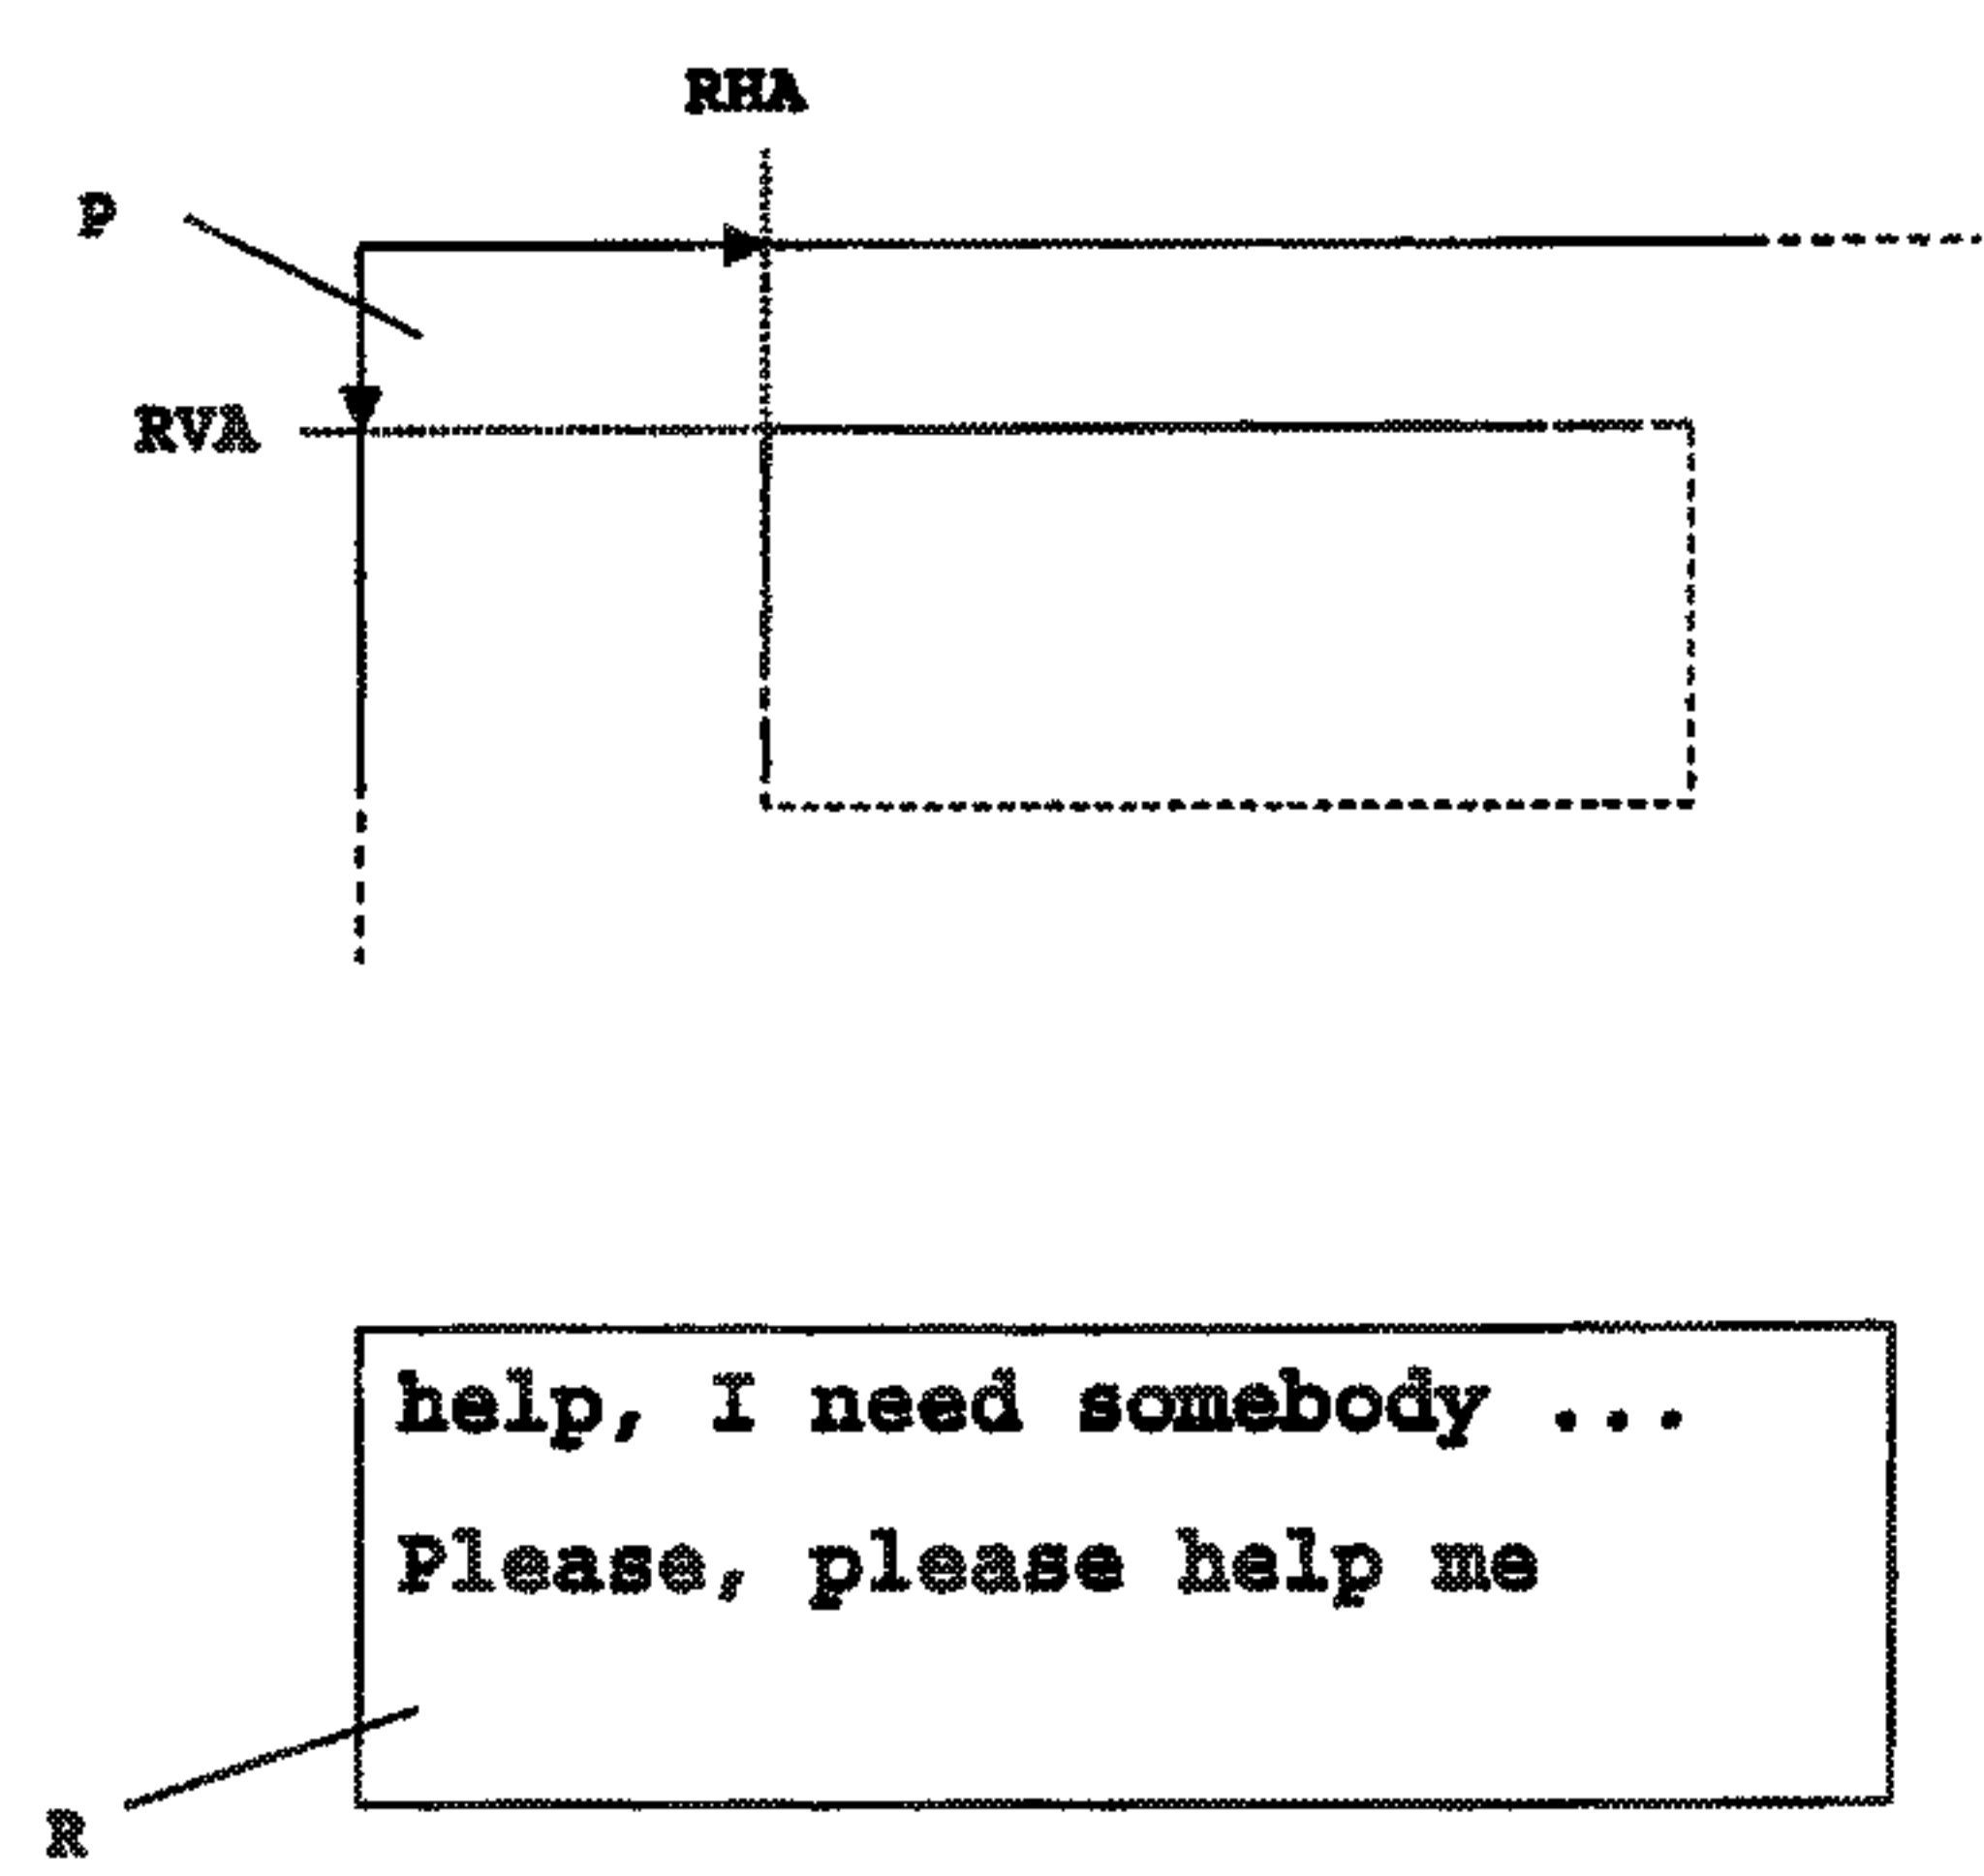 RHA
P
RVA
help, I need somebody ...
Please, please help me
R